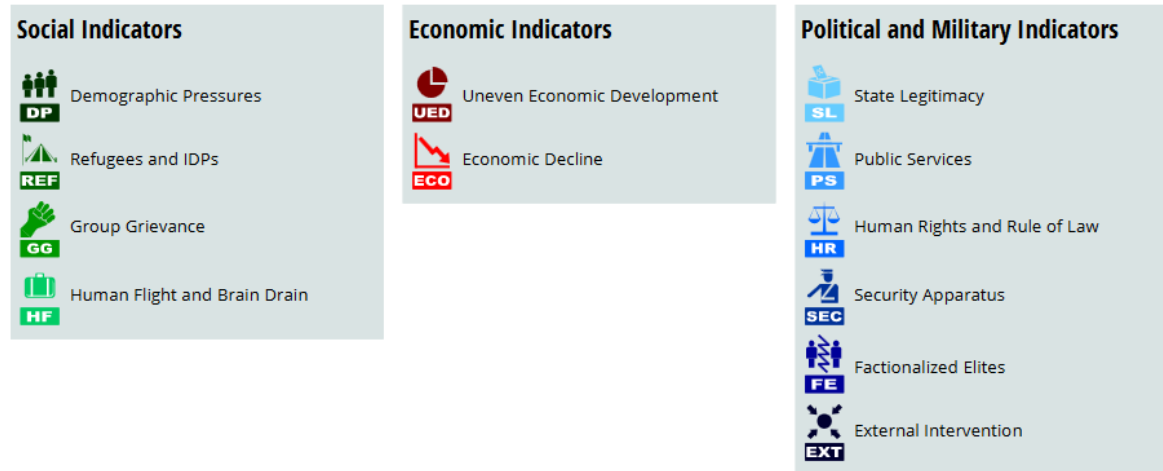 Social Indicators
DP
Demographic Pressures
REF
Refugees and IDPs
GG
Group Grievance
HF
Human Flight and Brain Drain
Economic Indicators
UED
Uneven Economic Development
ECO
Economic Decline
Political and Military Indicators
SL
State Legitimacy
PS
Public Services
HR
Human Rights and Rule of Law
SEC
Security Apparatus
FE
Factionalized Elites
EXT
External Intervention